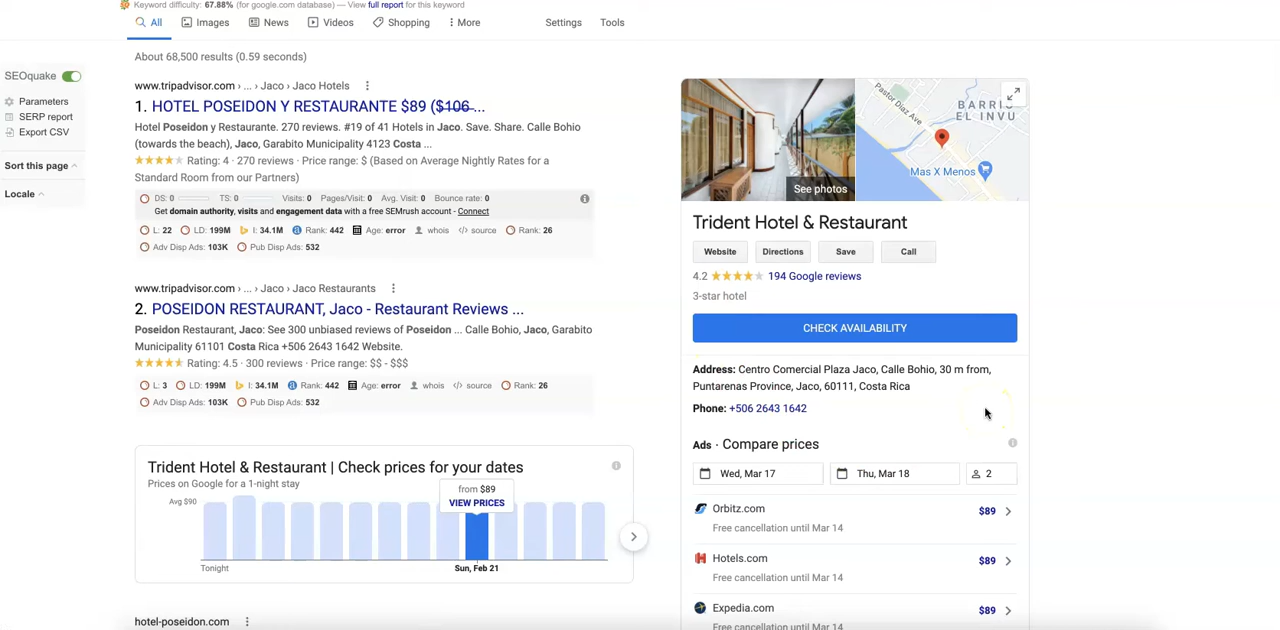 Keyword difficulty: 67.88% (for google.com database) — View full report for this keyword
All Images News Videos Shopping More Settings Tools
About 68,500 results (0.59 seconds)
SEOquake
Parameters
SERP report
Export CSV
Sort this page
Locale
www.tripadvisor.com › ... › Jaco › Jaco Hotels
1. HOTEL POSEIDON Y RESTAURANTE $89 ($106 ...
Hotel Poseidon y Restaurante. 270 reviews. #19 of 41 Hotels in Jaco. Save. Share. Calle Bohio
(towards the beach), Jaco, Garabito Municipality 4123 Costa ...
Rating: 4 · 270 reviews · Price range: $ (Based on Average Nightly Rates for a
Standard Room from our Partners)
DS: 0 TS: 0 Visits: 0 Pages/Visit: 0 Avg. Visit: 0 Bounce rate: 0
Get domain authority, visits and engagement data with a free SEMrush account - Connect
L: 22 LD: 199M I: 34.1M Rank: 442 Age: error whois source Rank: 26
Adv Disp Ads: 103K Pub Disp Ads: 532
www.tripadvisor.com › ... › Jaco › Jaco Restaurants
2. POSEIDON RESTAURANT, Jaco - Restaurant Reviews ...
Poseidon Restaurant, Jaco: See 300 unbiased reviews of Poseidon ... Calle Bohio, Jaco, Garabito
Municipality 61101 Costa Rica +506 2643 1642 Website.
Rating: 4.5 · 300 reviews · Price range: $$ - $$$
L: 3 LD: 199M I: 34.1M Rank: 442 Age: error whois source Rank: 26
Adv Disp Ads: 103K Pub Disp Ads: 532
Trident Hotel & Restaurant | Check prices for your dates
Prices on Google for a 1-night stay
Avg $90
from $89
VIEW PRICES
Tonight
Sun, Feb 21
hotel-poseidon.com
Pastor Diaz Ave
BARRIO
EL INVU
Mas X Menos
See photos
Trident Hotel & Restaurant
Website Directions Save Call
4.2 194 Google reviews
3-star hotel
CHECK AVAILABILITY
Address: Centro Comercial Plaza Jaco, Calle Bohio, 30 m from,
Puntarenas Province, Jaco, 60111, Costa Rica
Phone: +506 2643 1642
Ads · Compare prices
Wed, Mar 17 Thu, Mar 18 2
Orbitz.com $89
Free cancellation until Mar 14
Hotels.com $89
Free cancellation until Mar 14
Expedia.com $89
Free cancellation until Mar 14